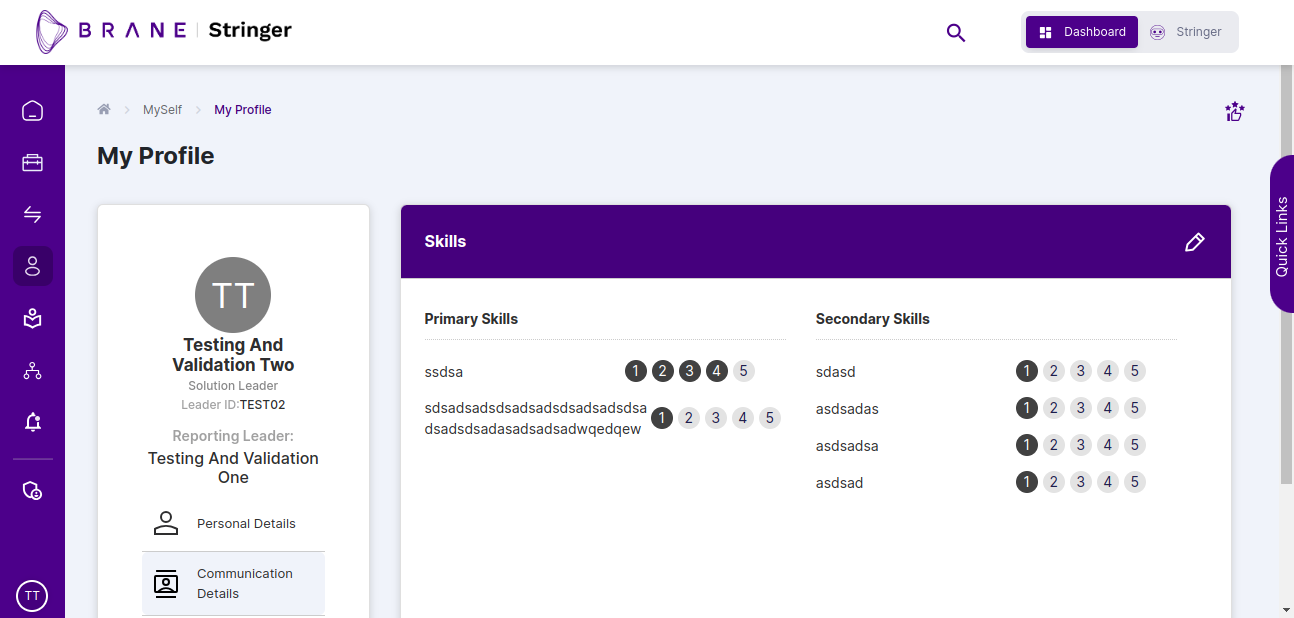 BRANE | Stringer
Dashboard
Stringer
MySelf
My Profile
My Profile
Quick Links
TT
Testing And
Validation Two
Solution Leader
Leader ID:TEST02
Reporting Leader:
Testing And Validation
One
Personal Details
Communication
Details
Skills
Primary Skills
ssdsa 1 2 3 4 5
sdsadsadsdsadsadsdsadsadsdsa
dsadsdsadasadsadsadwqedqew 1 2 3 4 5
Secondary Skills
sdasd 1 2 3 4 5
asdsadas 1 2 3 4 5
asdsadsa 1 2 3 4 5
asdsad 1 2 3 4 5
TT